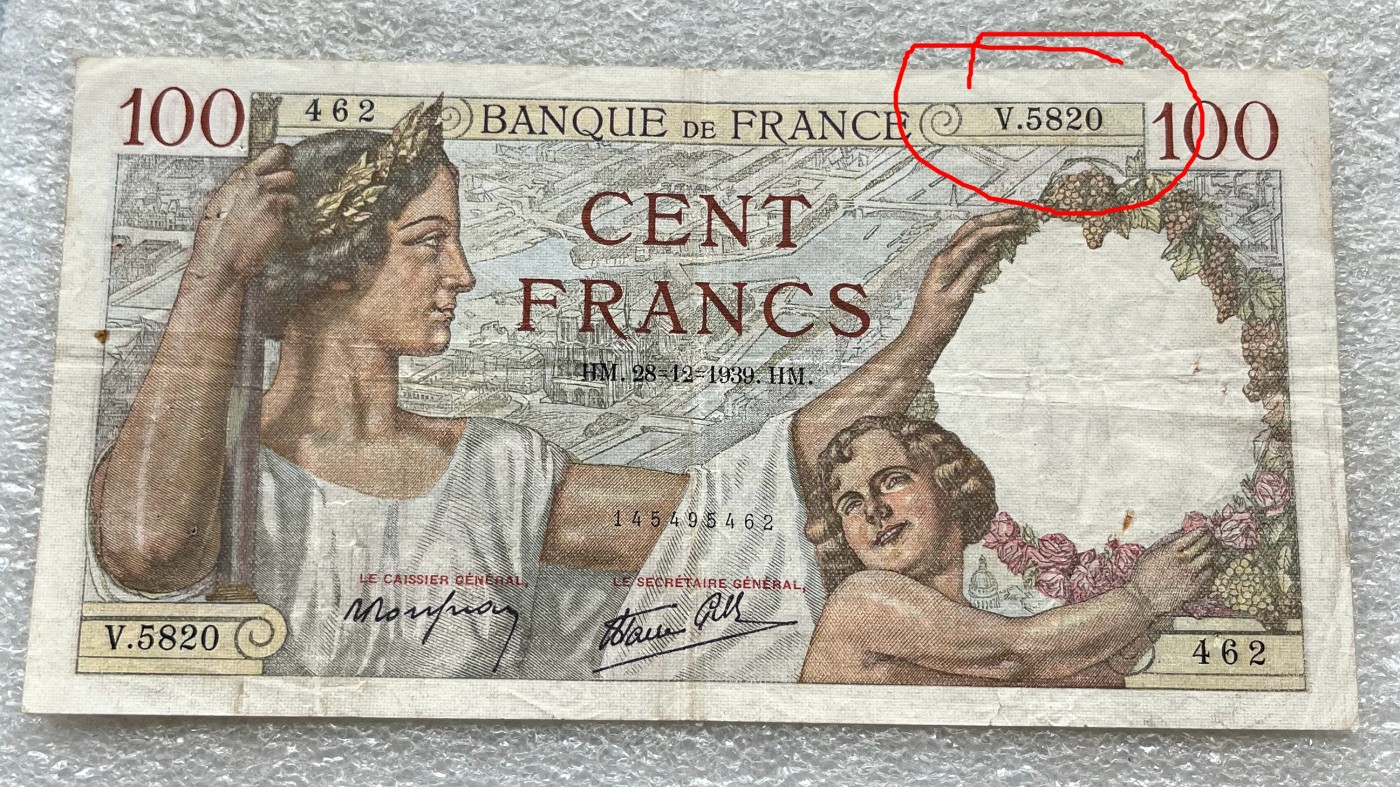 100 462 BANQUE DE FRANCE V.5820 100
CENT
FRANCS
HM. 28=12=1939. HM.
145495462
LE CAISSIER GÉNÉRAL, LE SECRÉTAIRE GÉNÉRAL,
V.5820 462